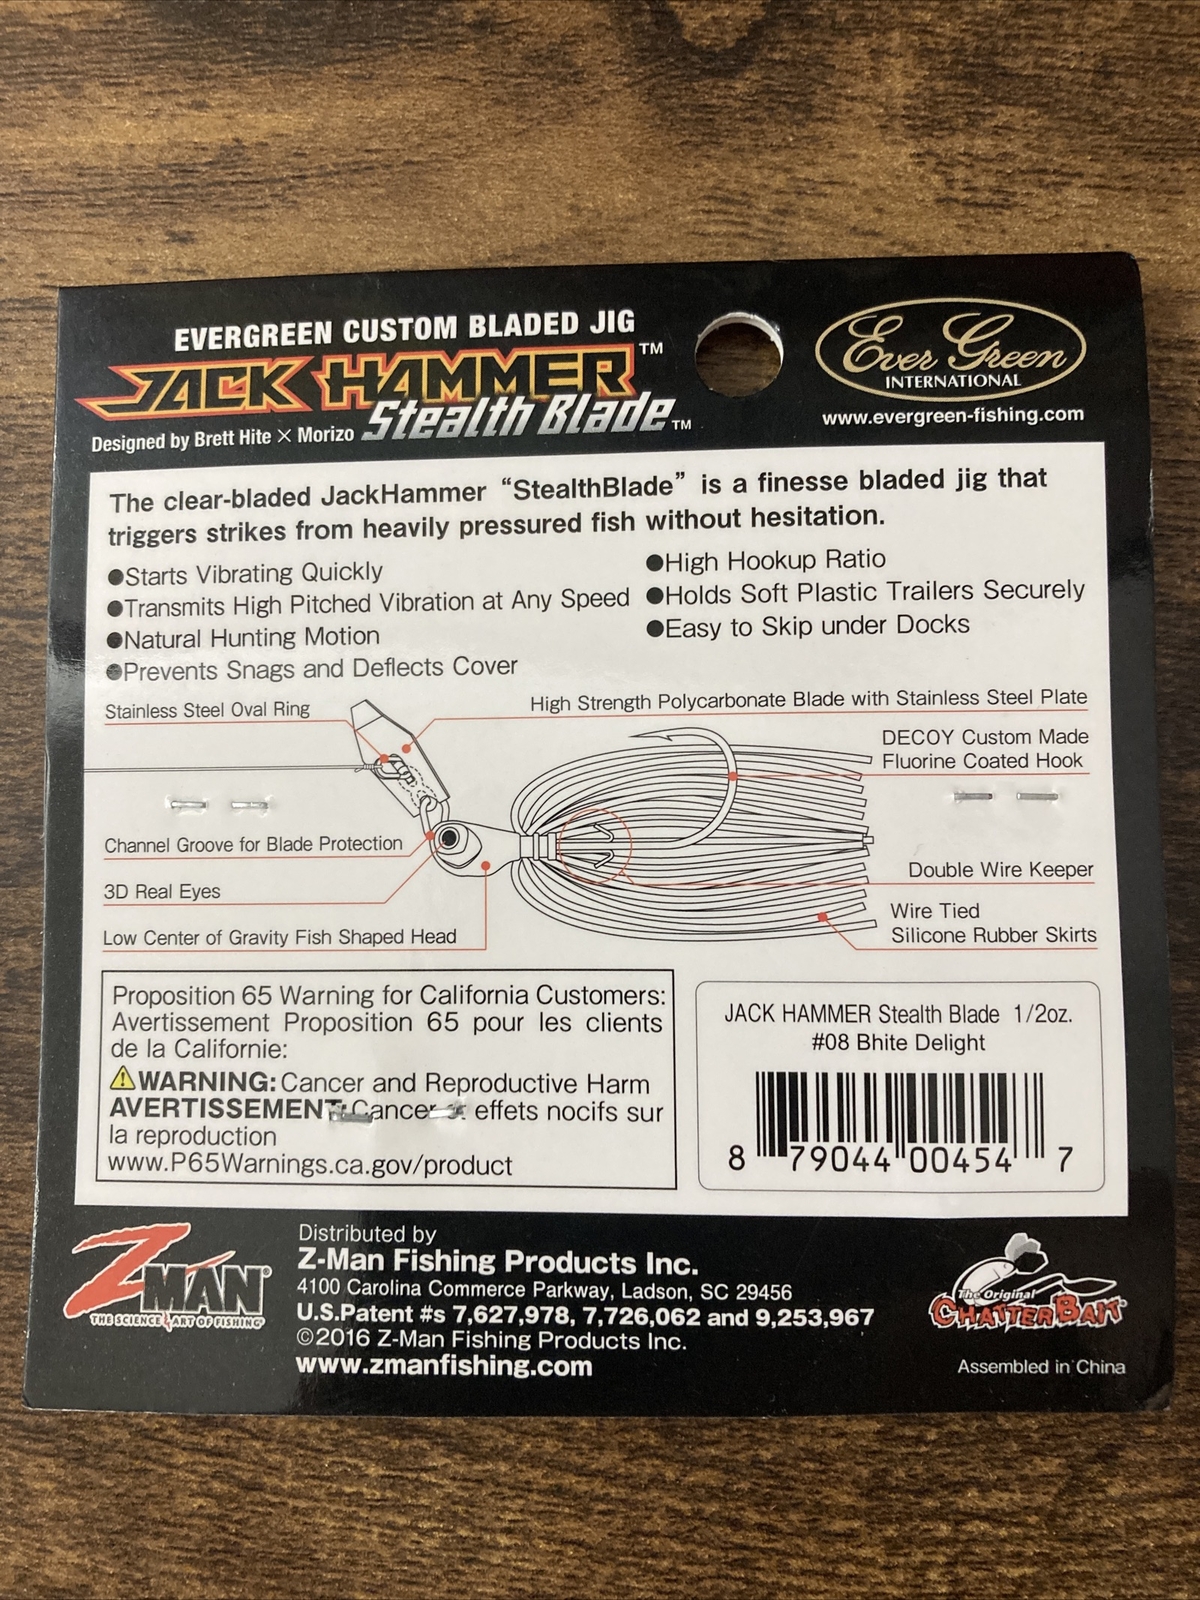 EVERGREEN CUSTOM BLADED JIG
JACK HAMMER™
Stealth Blade™
Designed by Brett Hite × Morizo
Ever Green
INTERNATIONAL
www.evergreen-fishing.com
The clear-bladed JackHammer “StealthBlade” is a finesse bladed jig that
triggers strikes from heavily pressured fish without hesitation.
●Starts Vibrating Quickly
●Transmits High Pitched Vibration at Any Speed
●Natural Hunting Motion
●Prevents Snags and Deflects Cover
●High Hookup Ratio
●Holds Soft Plastic Trailers Securely
●Easy to Skip under Docks
Stainless Steel Oval Ring
High Strength Polycarbonate Blade with Stainless Steel Plate
DECOY Custom Made
Fluorine Coated Hook
Channel Groove for Blade Protection
3D Real Eyes
Low Center of Gravity Fish Shaped Head
Double Wire Keeper
Wire Tied
Silicone Rubber Skirts
Proposition 65 Warning for California Customers:
Avertissement Proposition 65 pour les clients
de la Californie:
⚠WARNING: Cancer and Reproductive Harm
AVERTISSEMENT: Cancer et effets nocifs sur
la reproduction
www.P65Warnings.ca.gov/product
JACK HAMMER Stealth Blade 1/2oz.
#08 Bhite Delight
8 79044 00454 7
Z MAN®
THE SCIENCE & ART OF FISHING®
Distributed by
Z-Man Fishing Products Inc.
4100 Carolina Commerce Parkway, Ladson, SC 29456
U.S.Patent #s 7,627,978, 7,726,062 and 9,253,967
©2016 Z-Man Fishing Products Inc.
www.zmanfishing.com
The Original
CHATTERBAIT®
Assembled in China